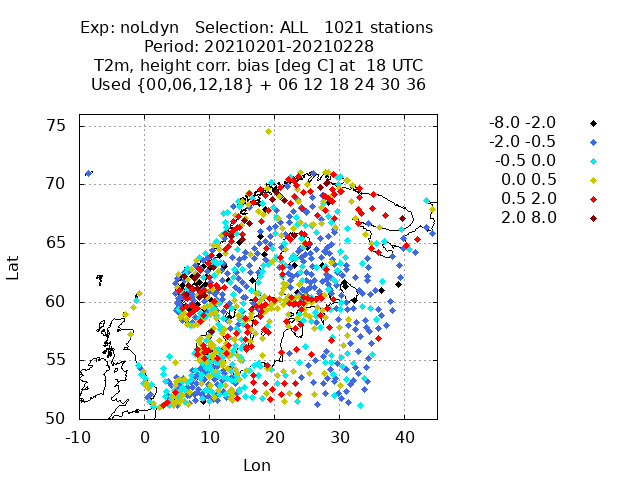 Exp: noLdyn   Selection: ALL   1021 stations
Period: 20210201-20210228
T2m, height corr. bias [deg C] at  18 UTC
Used {00,06,12,18} + 06 12 18 24 30 36
-8.0 -2.0
-2.0 -0.5
-0.5 0.0
0.0 0.5
0.5 2.0
2.0 8.0
Lat
75
70
65
60
55
50
-10 0 10 20 30 40
Lon